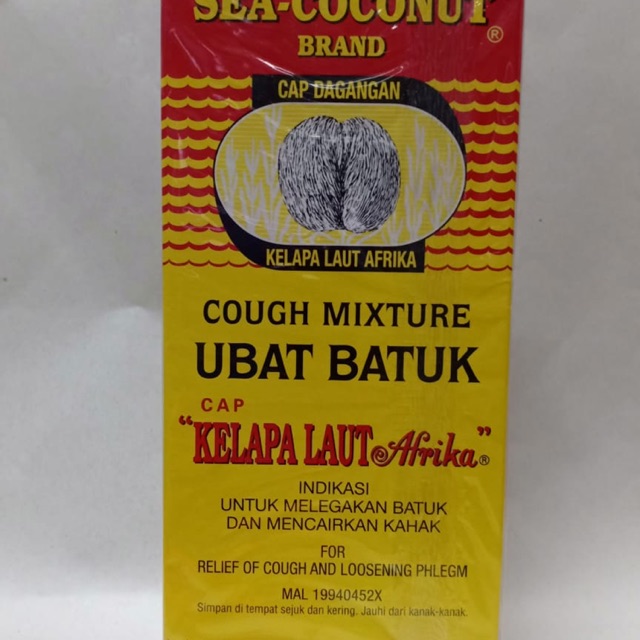 SEA-COCONUT
BRAND ®
CAP DAGANGAN
KELAPA LAUT AFRIKA
COUGH MIXTURE
UBAT BATUK
CAP
"KELAPA LAUT Afrika"®
INDIKASI
UNTUK MELEGAKAN BATUK
DAN MENCAIRKAN KAHAK
FOR
RELIEF OF COUGH AND LOOSENING PHLEGM
MAL 19940452X
Simpan di tempat sejuk dan kering. Jauhi dari kanak-kanak.